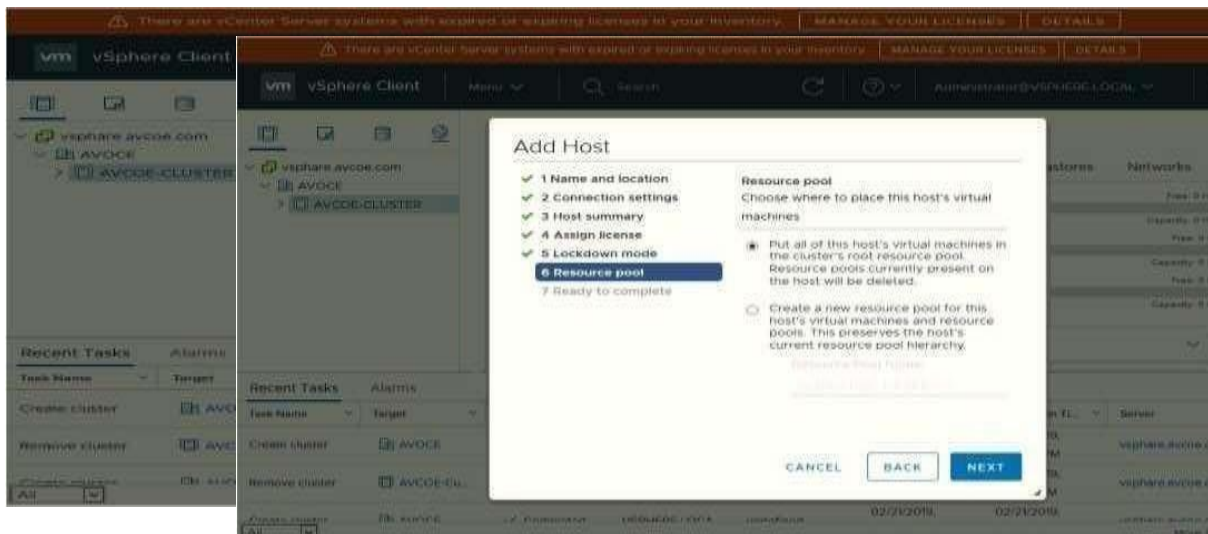 There are vCenter Server systems with expired or expiring licenses in your inventory. MANAGE YOUR LICENSES DETAILS
vm vSphere Client
vsphare.avcoe.com
AVOCE
AVCOE-CLUSTER
Recent Tasks Alarms
Task Name Target
Create cluster AVO
Remove cluster AVC
All
There are vCenter Server systems with expired or expiring licenses in your inventory MANAGE YOUR LICENSES DETAILS
vm vSphere Client Menu Search Administrator@VSPHERE.LOCAL
vsphare.avcoe.com
AVOCE
AVCOE-CLUSTER
Add Host
1 Name and location
2 Connection settings
3 Host summary
4 Assign license
5 Lockdown mode
6 Resource pool
7 Ready to complete
Resource pool
Choose where to place this host's virtual
machines
Put all of this host's virtual machines in
the cluster's root resource pool.
Resource pools currently present on
the host will be deleted.
Create a new resource pool for this
host's virtual machines and resource
pools. This preserves the host's
current resource pool hierarchy.
CANCEL BACK NEXT
Networks
Recent Tasks Alarms
Task Name Target Server
Create cluster AVOCE
Remove cluster AVCOE-Cu...
02/21/2019, 02/21/2019,
All